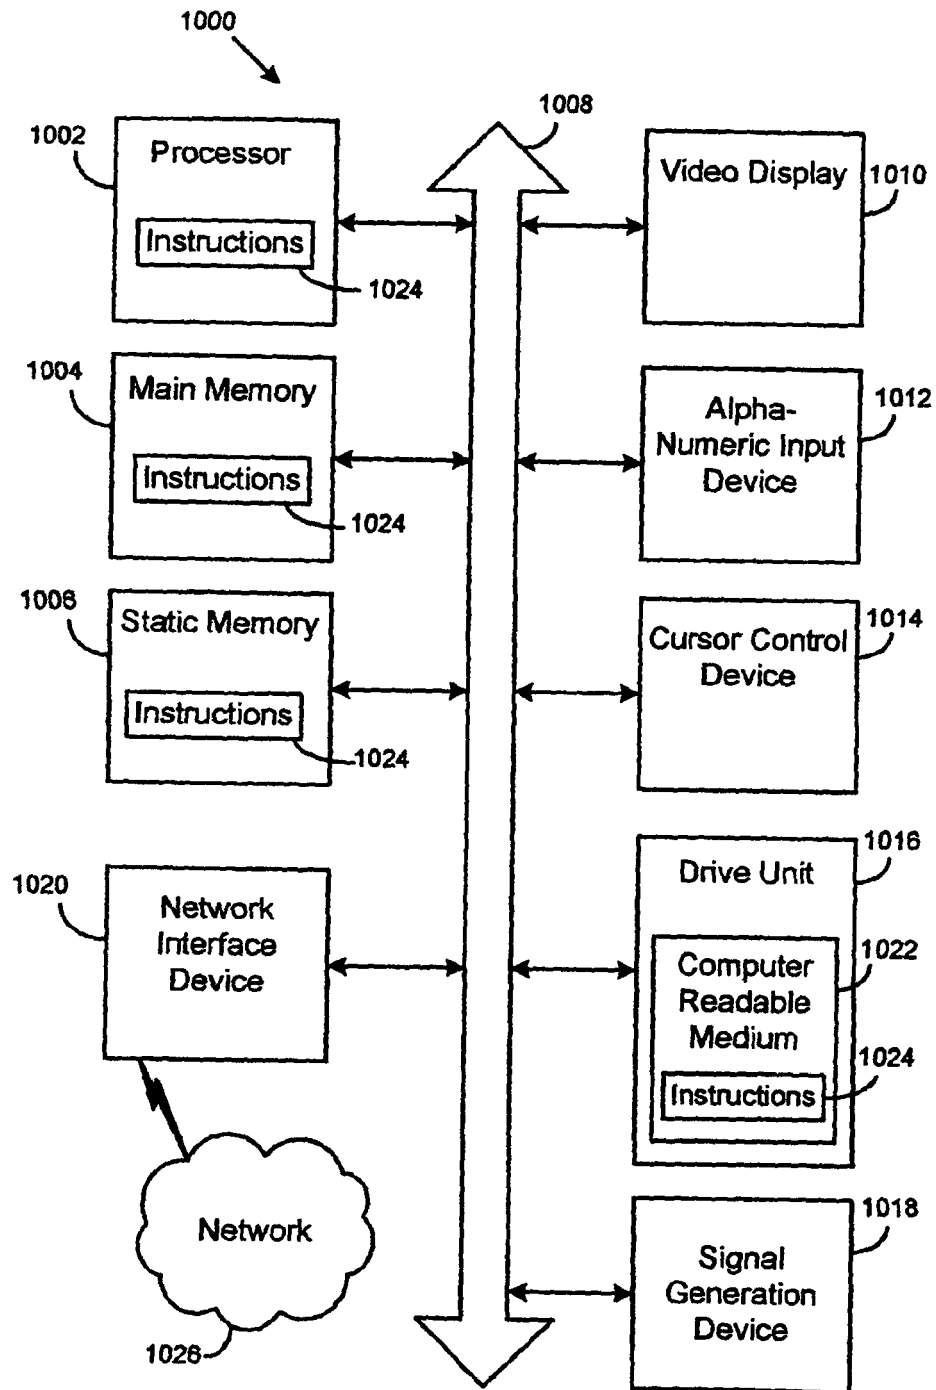 1000
1002
Processor
Instructions
1024
1004
Main Memory
Instructions
1024
1006
Static Memory
Instructions
1024
1020
Network
Interface
Device
Network
1026
1008
Video Display
1010
Alpha-
Numeric Input
Device
1012
Cursor Control
Device
1014
Drive Unit
1016
Computer
Readable
Medium
1022
Instructions
1024
Signal
Generation
Device
1018